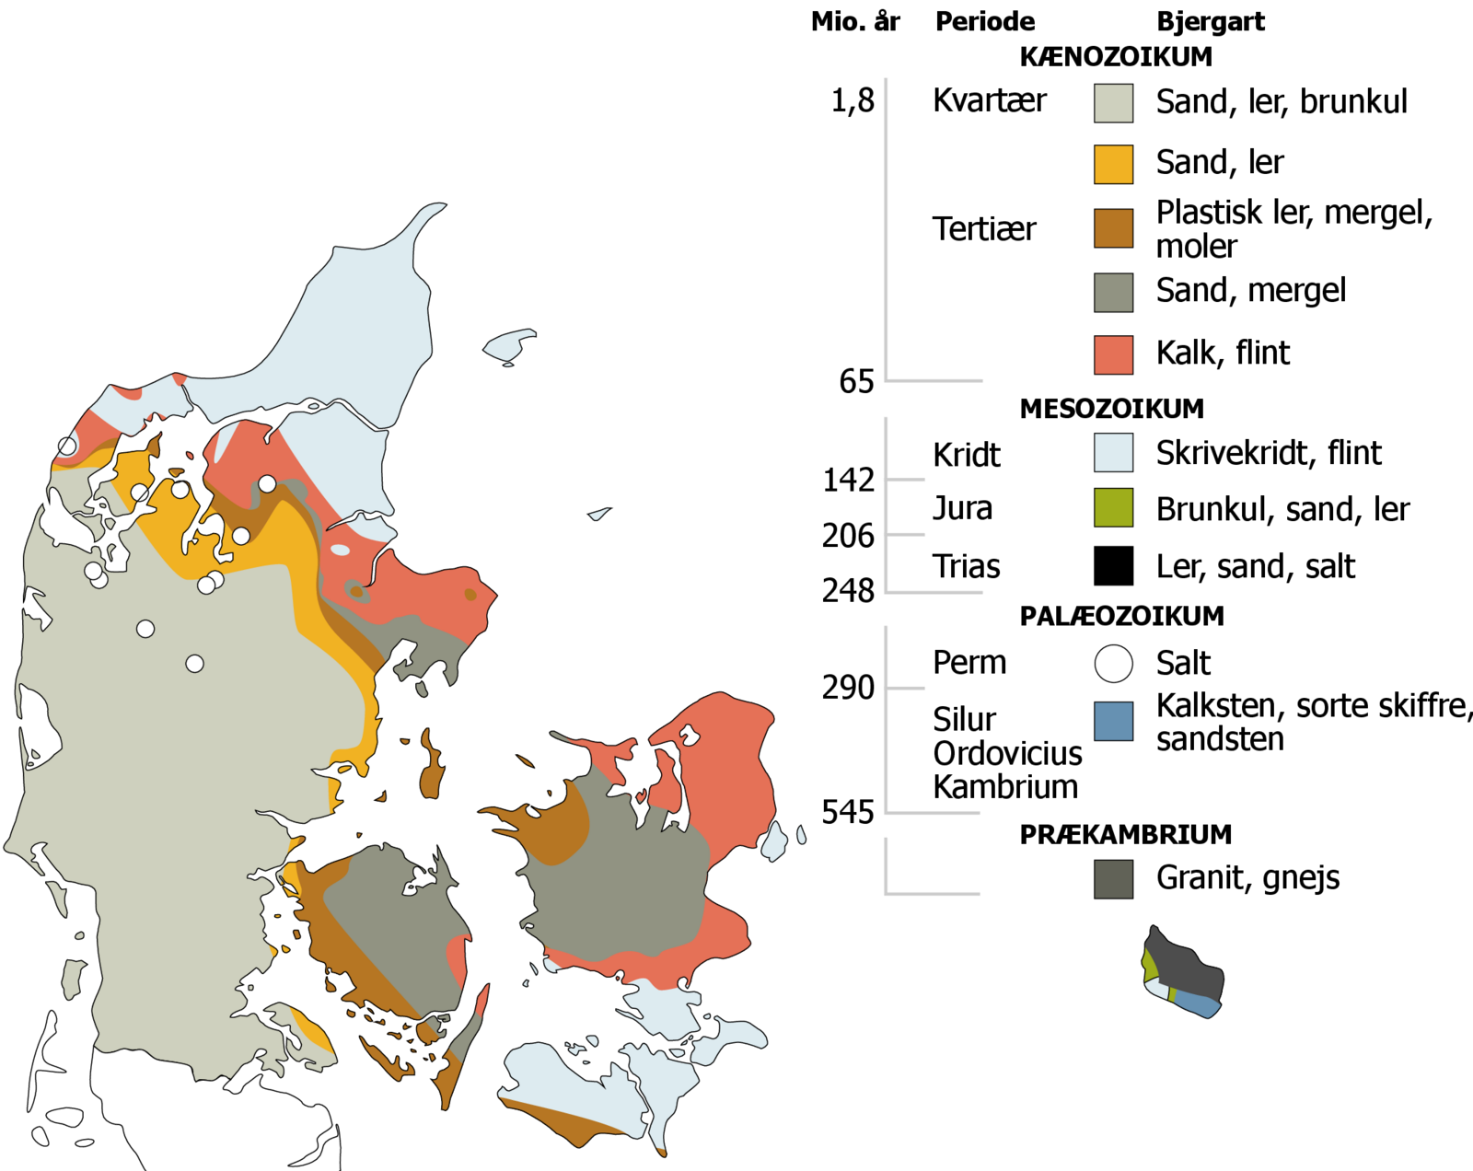 Mio. år Periode Bjergart
KÆNOZOIKUM
1,8 Kvartær Sand, ler, brunkul
Sand, ler
Tertiær Plastisk ler, mergel,
moler
Sand, mergel
Kalk, flint
65
MESOZOIKUM
Kridt Skrivekridt, flint
142
Jura Brunkul, sand, ler
206
Trias Ler, sand, salt
248
PALÆOZOIKUM
Perm Salt
290
Silur Kalksten, sorte skiffre,
Ordovicius sandsten
Kambrium
545
PRÆKAMBRIUM
Granit, gnejs